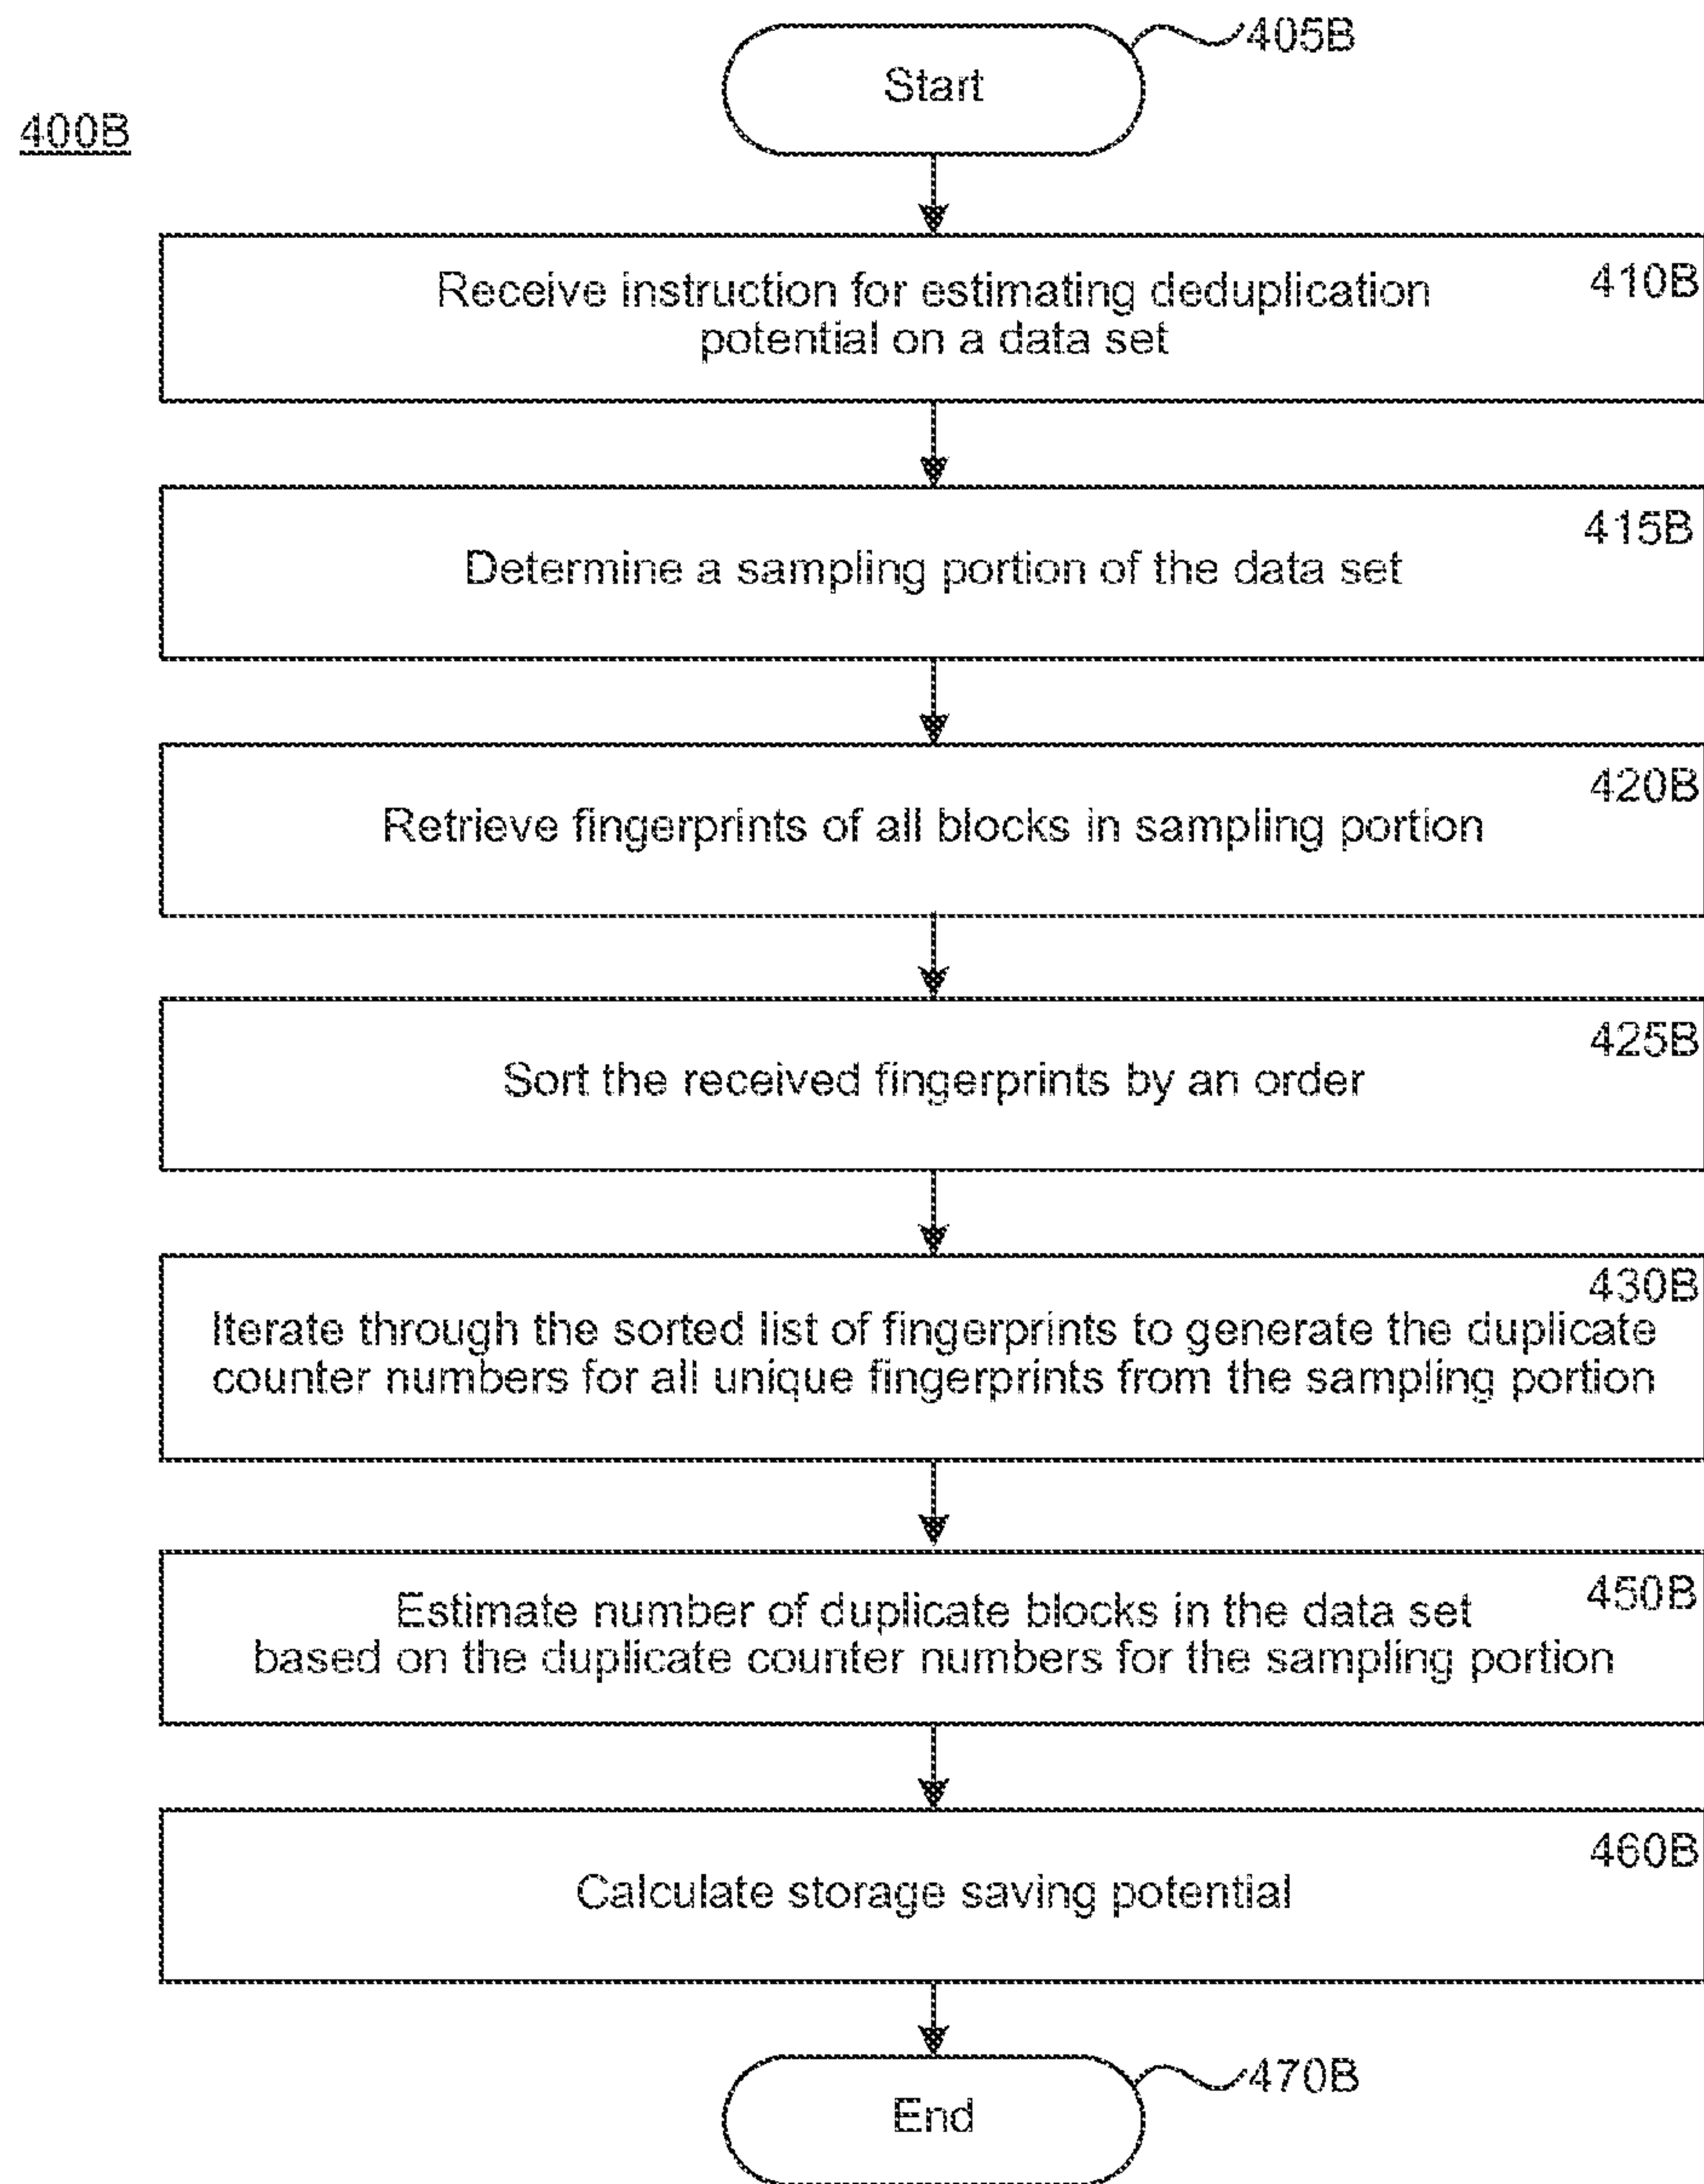 405B
Start
400B
410B
Receive instruction for estimating deduplication
potential on a data set
415B
Determine a sampling portion of the data set
420B
Retrieve fingerprints of all blocks in sampling portion
425B
Sort the received fingerprints by an order
430B
Iterate through the sorted list of fingerprints to generate the duplicate
counter numbers for all unique fingerprints from the sampling portion
450B
Estimate number of duplicate blocks in the data set
based on the duplicate counter numbers for the sampling portion
460B
Calculate storage saving potential
470B
End